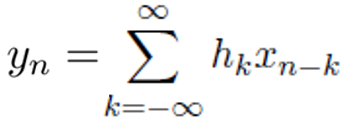 y_n = \sum_{k=-\infty}^{\infty} h_k x_{n-k}